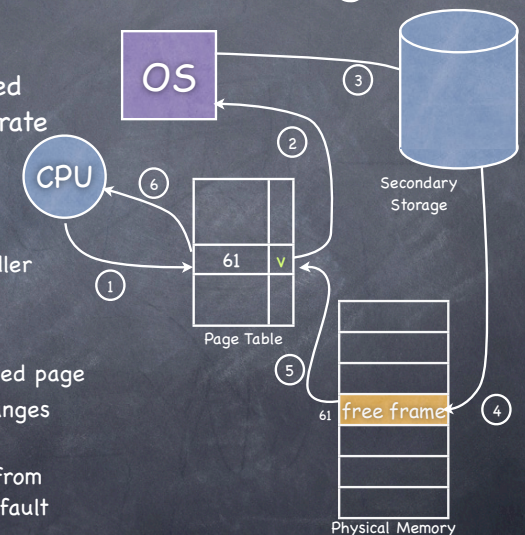 ed
rate
ller
ed page
nges
from
fault
OS
3
2
CPU
6
Secondary
Storage
61 v
1
Page Table
5
61 free frame
4
Physical Memory